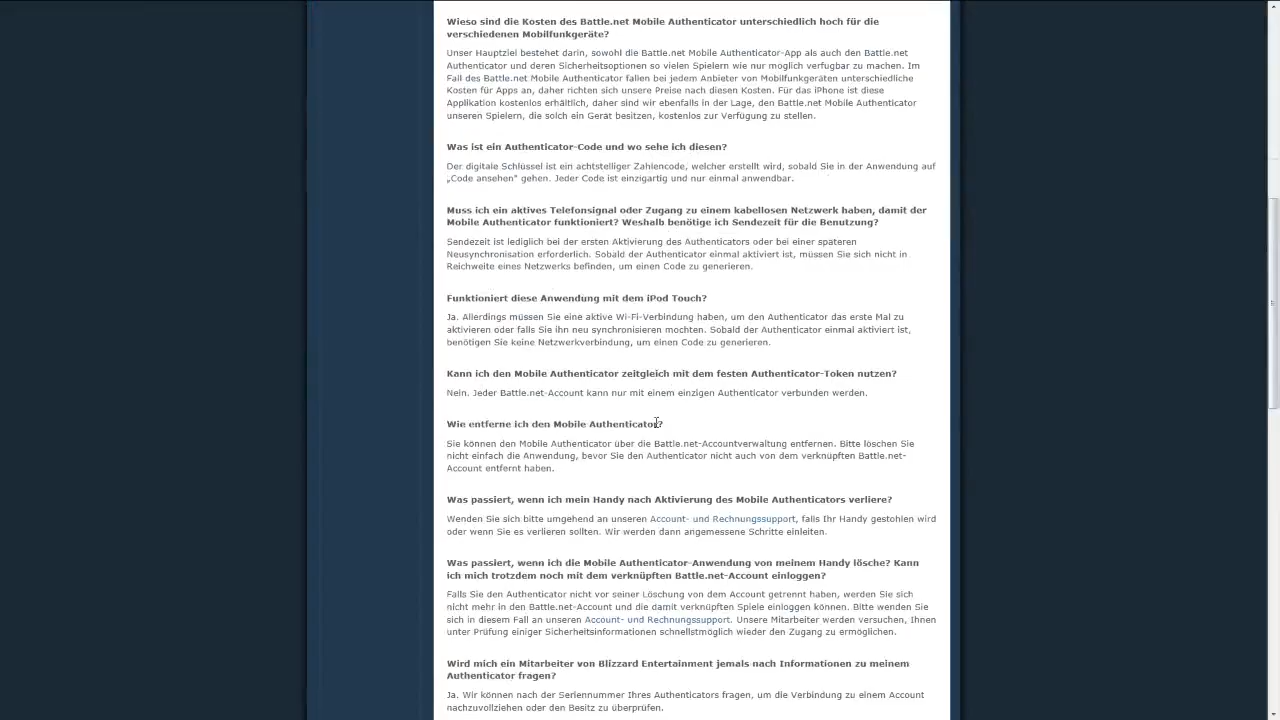 Wieso sind die Kosten des Battle.net Mobile Authenticator unterschiedlich hoch für die
verschiedenen Mobilfunkgeräte?
Unser Hauptziel bestehet darin, sowohl die Battle.net Mobile Authenticator-App als auch den Battle.net
Authenticator und deren Sicherheitsoptionen so vielen Spielern wie nur möglich verfügbar zu machen. Im
Fall des Battle.net Mobile Authenticator fallen bei jedem Anbieter von Mobilfunkgeräten unterschiedliche
Kosten für Apps an, daher richten sich unsere Preise nach diesen Kosten. Für das iPhone ist diese
Applikation kostenlos erhältlich, daher sind wir ebenfalls in der Lage, den Battle.net Mobile Authenticator
unseren Spielern, die solch ein Gerät besitzen, kostenlos zur Verfügung zu stellen.
Was ist ein Authenticator-Code und wo sehe ich diesen?
Der digitale Schlüssel ist ein achtstelliger Zahlencode, welcher erstellt wird, sobald Sie in der Anwendung auf
„Code ansehen" gehen. Jeder Code ist einzigartig und nur einmal anwendbar.
Muss ich ein aktives Telefonsignal oder Zugang zu einem kabellosen Netzwerk haben, damit der
Mobile Authenticator funktioniert? Weshalb benötige ich Sendezeit für die Benutzung?
Sendezeit ist lediglich bei der ersten Aktivierung des Authenticators oder bei einer späteren
Neusynchronisation erforderlich. Sobald der Authenticator einmal aktiviert ist, müssen Sie sich nicht in
Reichweite eines Netzwerks befinden, um einen Code zu generieren.
Funktioniert diese Anwendung mit dem iPod Touch?
Ja. Allerdings müssen Sie eine aktive Wi-Fi-Verbindung haben, um den Authenticator das erste Mal zu
aktivieren oder falls Sie ihn neu synchronisieren möchten. Sobald der Authenticator einmal aktiviert ist,
benötigen Sie keine Netzwerkverbindung, um einen Code zu generieren.
Kann ich den Mobile Authenticator zeitgleich mit dem festen Authenticator-Token nutzen?
Nein. Jeder Battle.net-Account kann nur mit einem einzigen Authenticator verbunden werden.
Wie entferne ich den Mobile Authenticator?
Sie können den Mobile Authenticator über die Battle.net-Accountverwaltung entfernen. Bitte löschen Sie
nicht einfach die Anwendung, bevor Sie den Authenticator nicht auch von dem verknüpften Battle.net-
Account entfernt haben.
Was passiert, wenn ich mein Handy nach Aktivierung des Mobile Authenticators verliere?
Wenden Sie sich bitte umgehend an unseren Account- und Rechnungssupport, falls Ihr Handy gestohlen wird
oder wenn Sie es verlieren sollten. Wir werden dann angemessene Schritte einleiten.
Was passiert, wenn ich die Mobile Authenticator-Anwendung von meinem Handy lösche? Kann
ich mich trotzdem noch mit dem verknüpften Battle.net-Account einloggen?
Falls Sie den Authenticator nicht vor seiner Löschung von dem Account getrennt haben, werden Sie sich
nicht mehr in den Battle.net-Account und die damit verknüpften Spiele einloggen können. Bitte wenden Sie
sich in diesem Fall an unseren Account- und Rechnungssupport. Unsere Mitarbeiter werden versuchen, Ihnen
unter Prüfung einiger Sicherheitsinformationen schnellstmöglich wieder den Zugang zu ermöglichen.
Wird mich ein Mitarbeiter von Blizzard Entertainment jemals nach Informationen zu meinem
Authenticator fragen?
Ja. Wir können nach der Seriennummer Ihres Authenticators fragen, um die Verbindung zu einem Account
nachzuvollziehen oder den Besitz zu überprüfen.